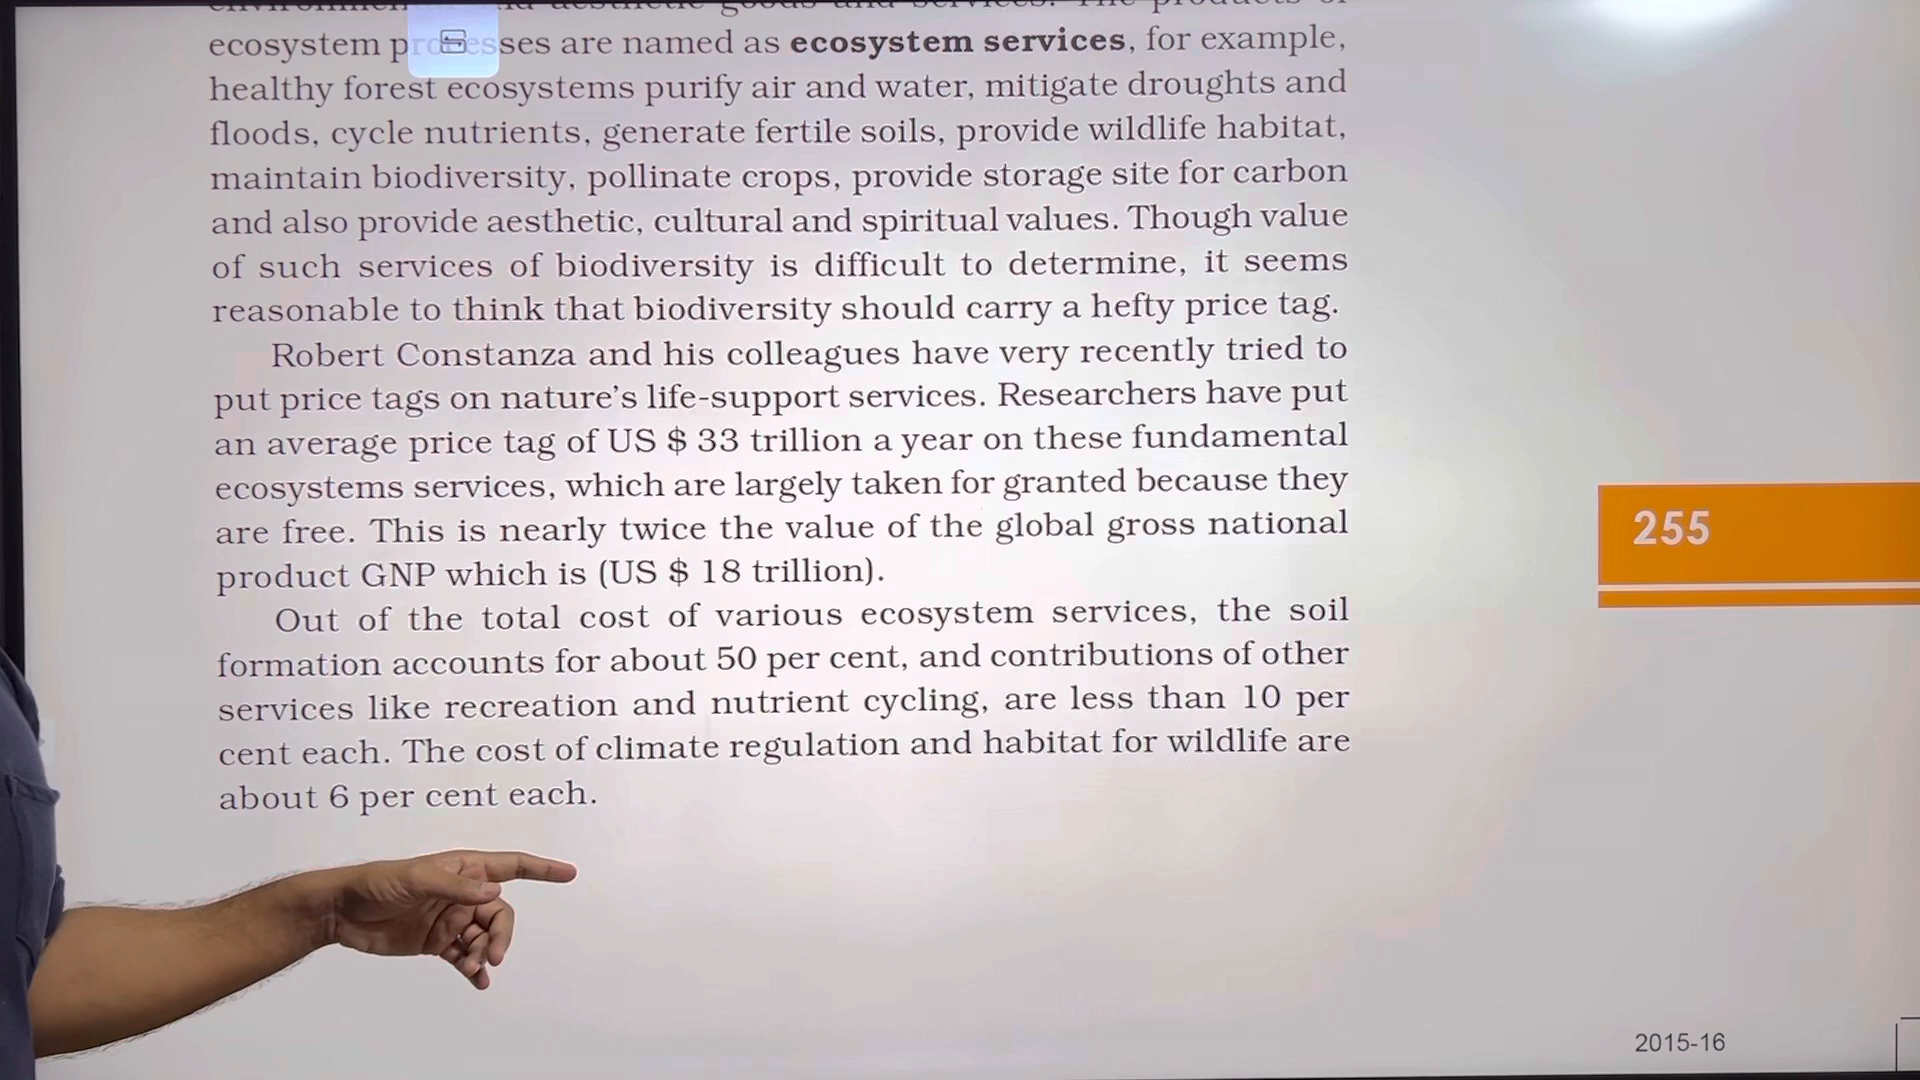 ecosystem processes are named as ecosystem services, for example,
healthy forest ecosystems purify air and water, mitigate droughts and
floods, cycle nutrients, generate fertile soils, provide wildlife habitat,
maintain biodiversity, pollinate crops, provide storage site for carbon
and also provide aesthetic, cultural and spiritual values. Though value
of such services of biodiversity is difficult to determine, it seems
reasonable to think that biodiversity should carry a hefty price tag.
Robert Constanza and his colleagues have very recently tried to
put price tags on nature's life-support services. Researchers have put
an average price tag of US $ 33 trillion a year on these fundamental
ecosystems services, which are largely taken for granted because they
are free. This is nearly twice the value of the global gross national
product GNP which is (US $ 18 trillion).
Out of the total cost of various ecosystem services, the soil
formation accounts for about 50 per cent, and contributions of other
services like recreation and nutrient cycling, are less than 10 per
cent each. The cost of climate regulation and habitat for wildlife are
about 6 per cent each.
255
2015-16